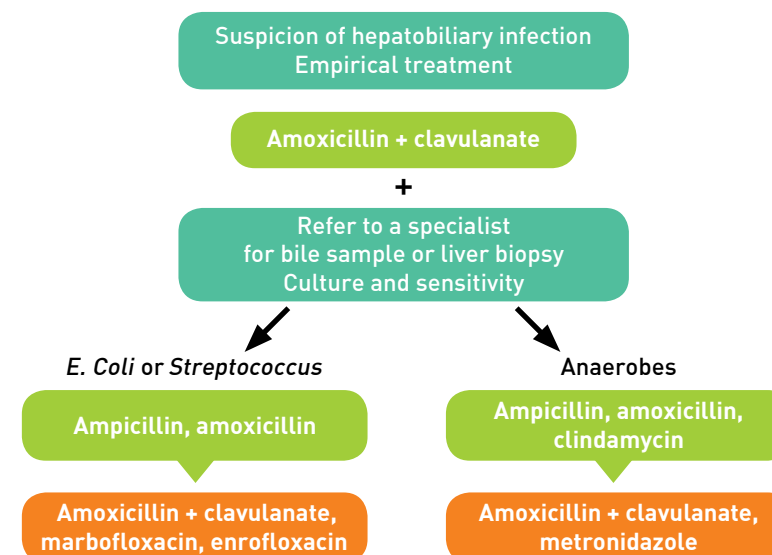 Suspicion of hepatobiliary infection
Empirical treatment
Amoxicillin + clavulanate
+
Refer to a specialist
for bile sample or liver biopsy
Culture and sensitivity
E. Coli or Streptococcus
Ampicillin, amoxicillin
Amoxicillin + clavulanate,
marbofloxacin, enrofloxacin
Anaerobes
Ampicillin, amoxicillin,
clindamycin
Amoxicillin + clavulanate,
metronidazole